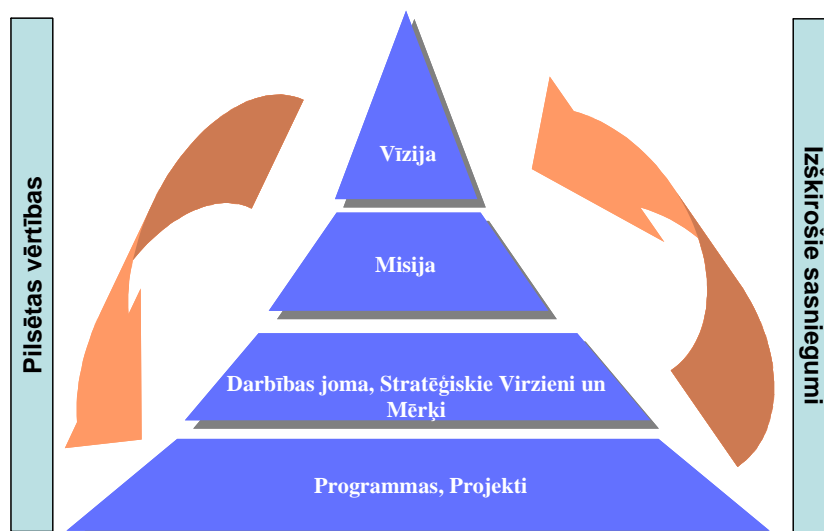 Pilsētas vērtības
Vīzija
Misija
Darbības joma, Stratēģiskie Virzieni un
Mērķi
Programmas, Projekti
Izšķirošie sasniegumi